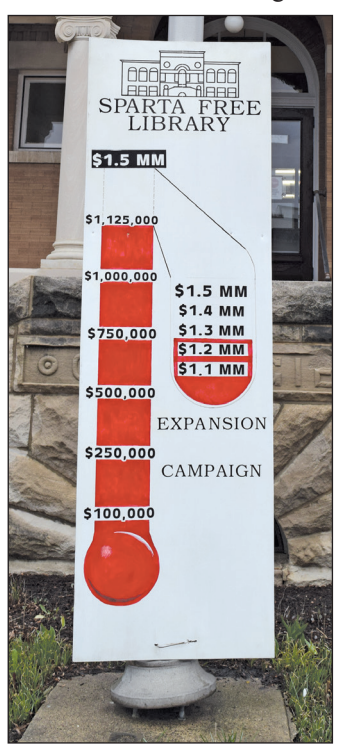 SPARTA FREE
LIBRARY
$1.5 MM
$1,125,000
$1,000,000
$750,000
$500,000
$250,000
$100,000
$1.5 MM
$1.4 MM
$1.3 MM
$1.2 MM
$1.1 MM
EXPANSION
CAMPAIGN